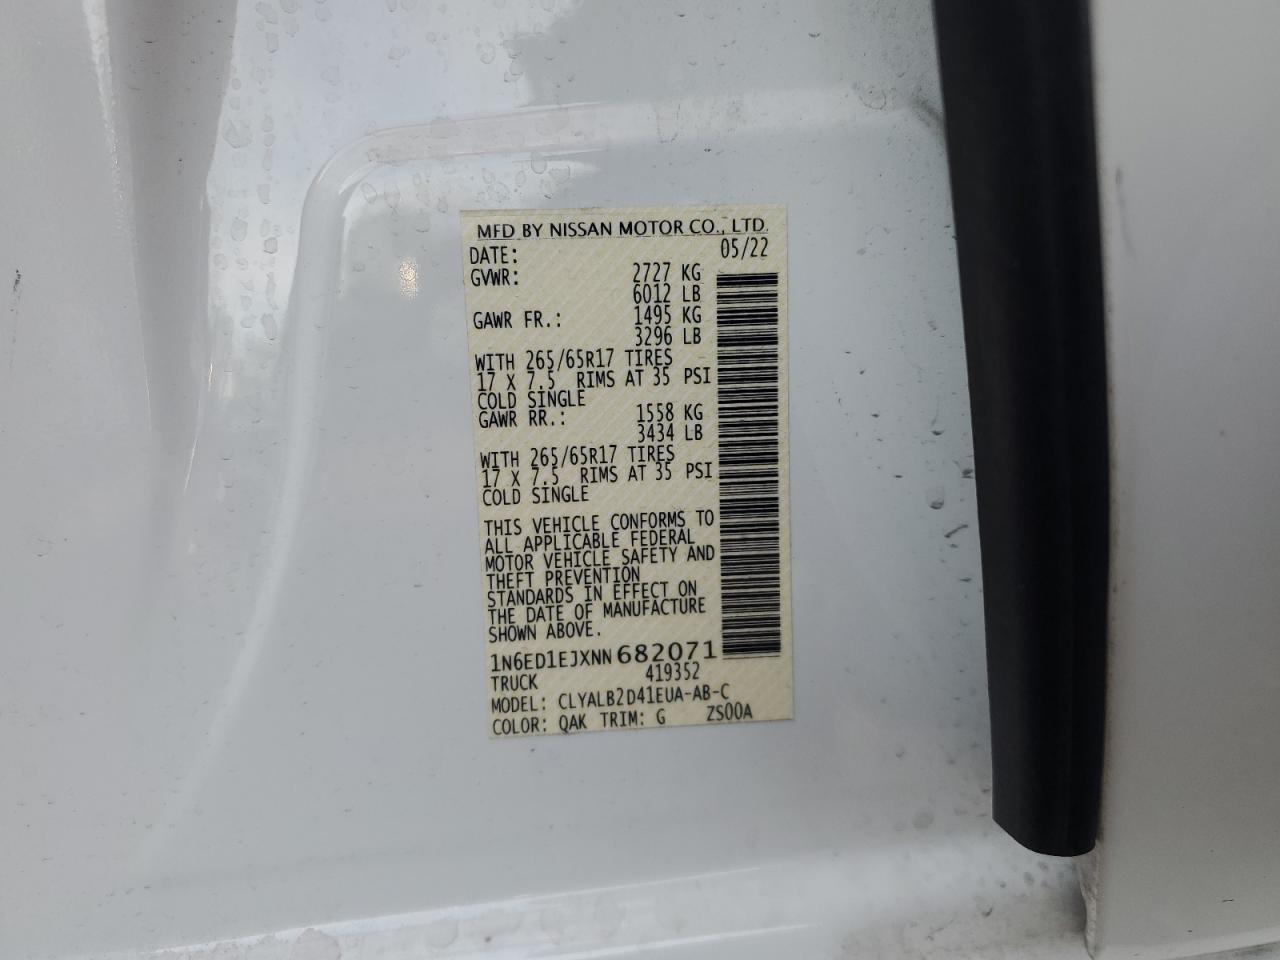 MFD BY NISSAN MOTOR CO., LTD.
DATE: 05/22
GVWR: 2727 KG
6012 LB
GAWR FR.: 1495 KG
3296 LB
WITH 265/65R17 TIRES
17 X 7.5 RIMS AT 35 PSI
COLD SINGLE
GAWR RR.: 1558 KG
3434 LB
WITH 265/65R17 TIRES
17 X 7.5 RIMS AT 35 PSI
COLD SINGLE
THIS VEHICLE CONFORMS TO
ALL APPLICABLE FEDERAL
MOTOR VEHICLE SAFETY AND
THEFT PREVENTION
STANDARDS IN EFFECT ON
THE DATE OF MANUFACTURE
SHOWN ABOVE.
1N6ED1EJXNN682071
TRUCK 419352
MODEL: CLYALB2D41EUA-AB-C
COLOR: QAK TRIM: G ZS00A